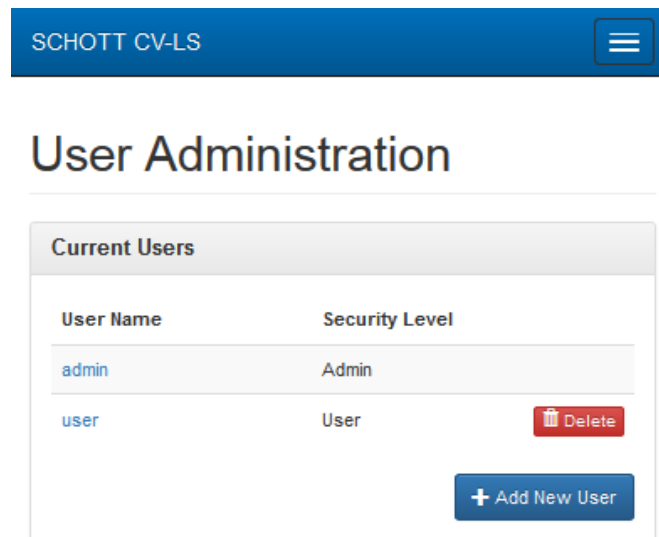 SCHOTT CV-LS
User Administration
Current Users
User Name Security Level
admin Admin
user User Delete
Add New User